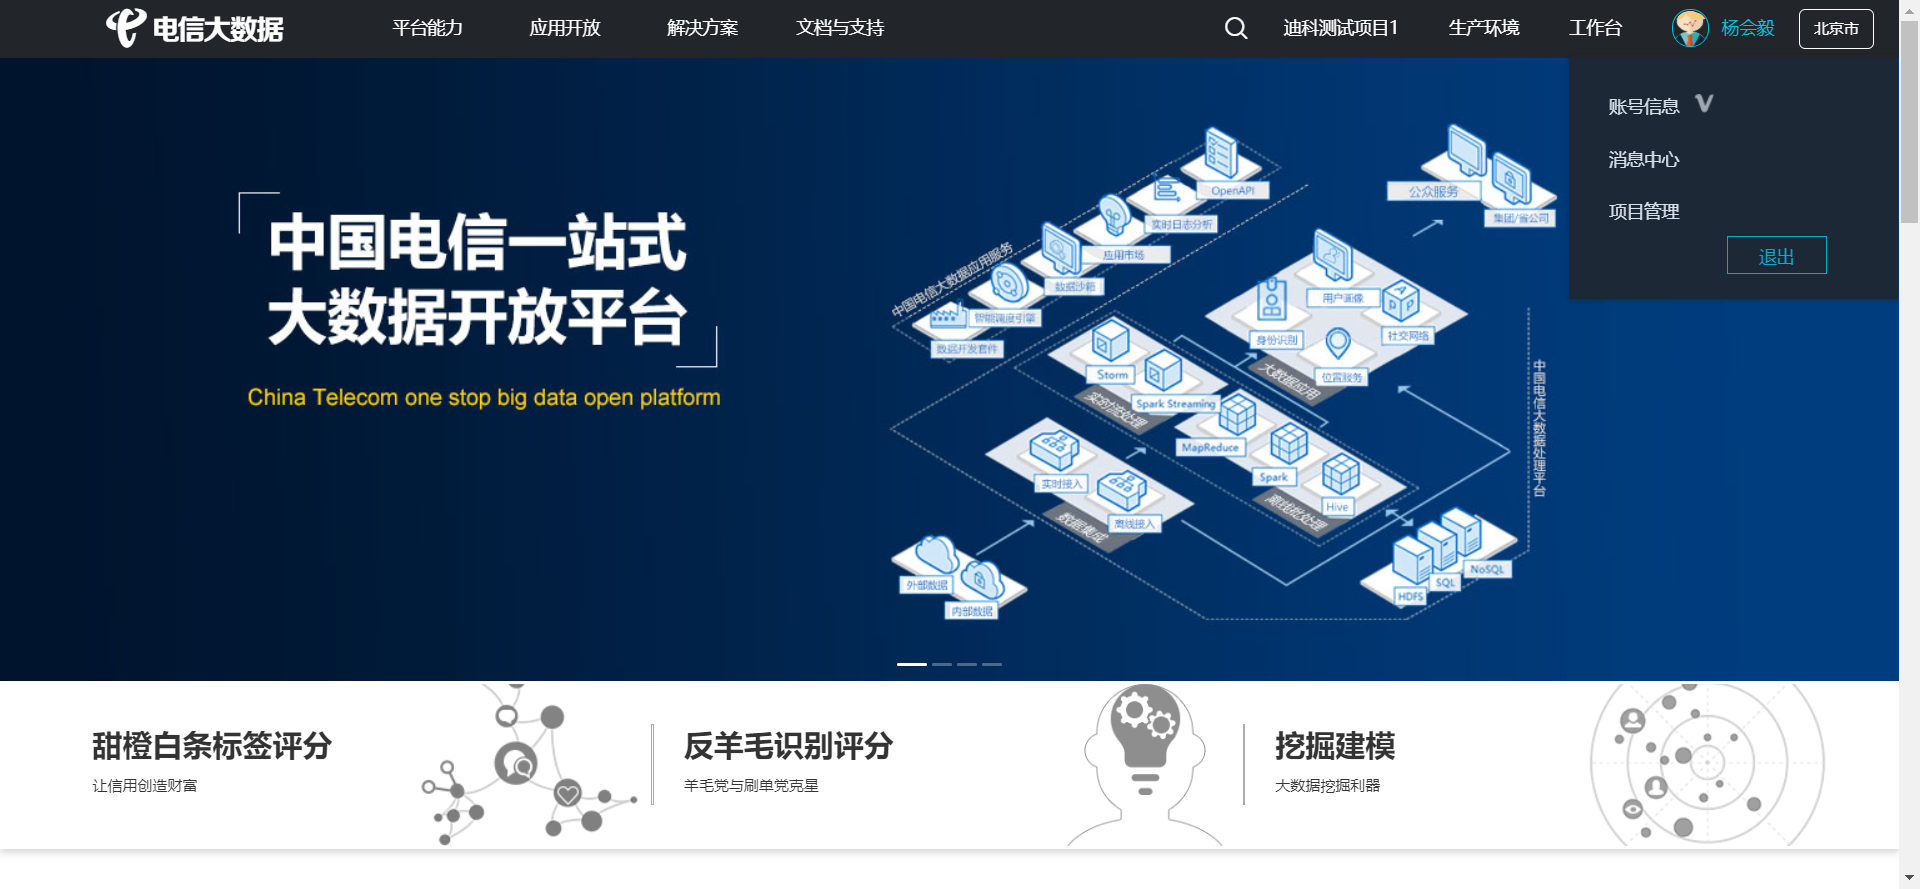 电信大数据
平台能力
应用开放
解决方案
文档与支持
迪科测试项目1
生产环境
工作台
杨会毅
北京市
账号信息
消息中心
项目管理
退出
中国电信一站式
大数据开放平台
China Telecom one stop big data open platform
OpenAPI
实时日志分析
应用市场
数据沙箱
智能调度引擎
数据开发套件
中国电信大数据应用服务
公众服务
集团/省公司
用户画像
社交网络
身份识别
位置服务
大数据应用
Storm
Spark Streaming
实时流处理
MapReduce
Spark
Hive
离线批处理
实时接入
离线接入
数据集成
外部数据
内部数据
HDFS
SQL
NoSQL
中国电信大数据处理平台
甜橙白条标签评分
让信用创造财富
反羊毛识别评分
羊毛党与刷单党克星
挖掘建模
大数据挖掘利器